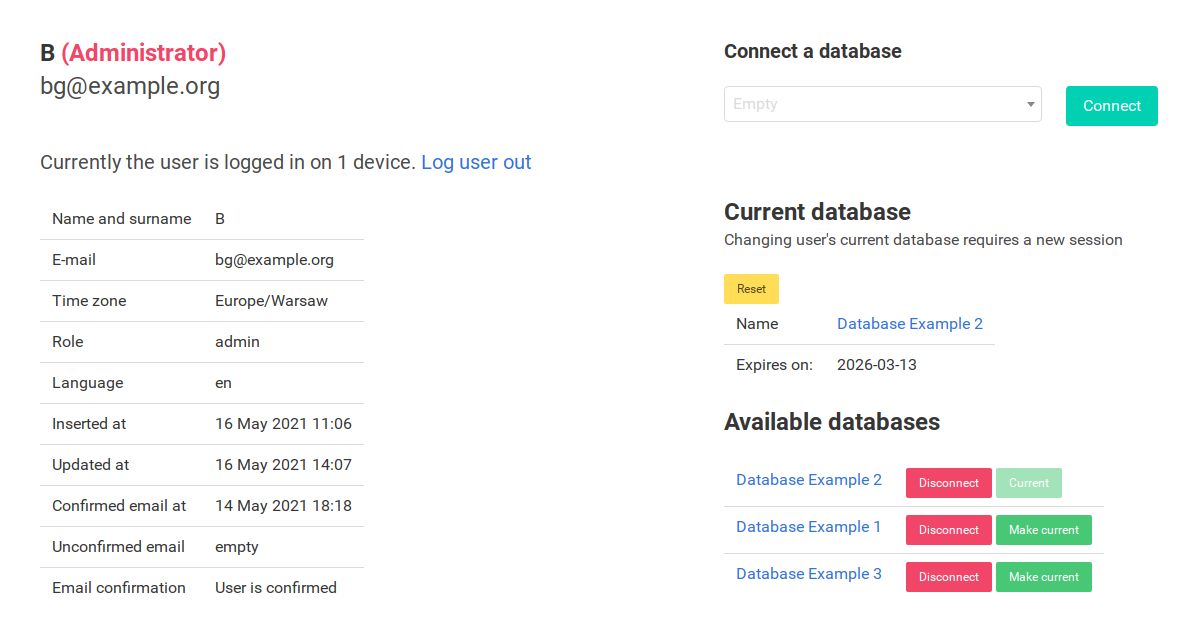 B (Administrator)
bg@example.org
Currently the user is logged in on 1 device. Log user out
Name and surname B
E-mail bg@example.org
Time zone Europe/Warsaw
Role admin
Language en
Inserted at 16 May 2021 11:06
Updated at 16 May 2021 14:07
Confirmed email at 14 May 2021 18:18
Unconfirmed email empty
Email confirmation User is confirmed
Connect a database
Empty Connect
Current database
Changing user's current database requires a new session
Reset
Name Database Example 2
Expires on: 2026-03-13
Available databases
Database Example 2 Disconnect Current
Database Example 1 Disconnect Make current
Database Example 3 Disconnect Make current